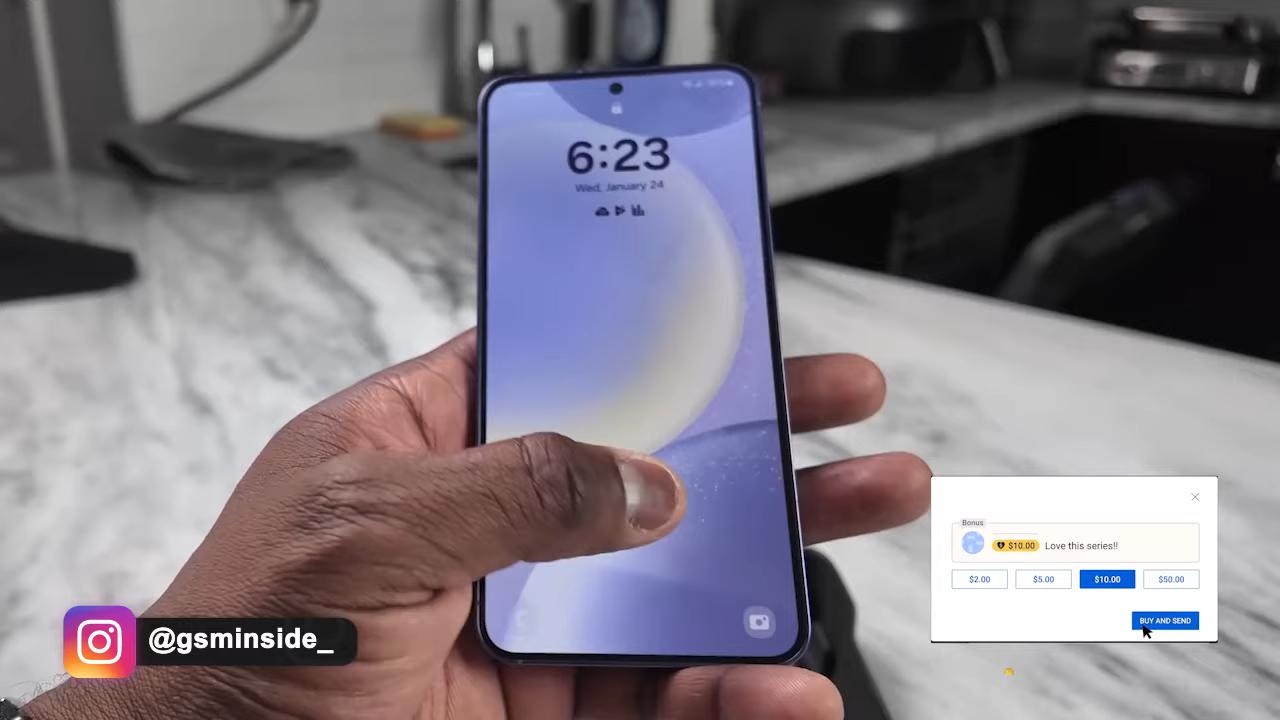 6:23
Wed, January 24
@gsminside_
Bonus
$10.00 Love this series!!
$2.00 $5.00 $10.00 $50.00
BUY AND SEND